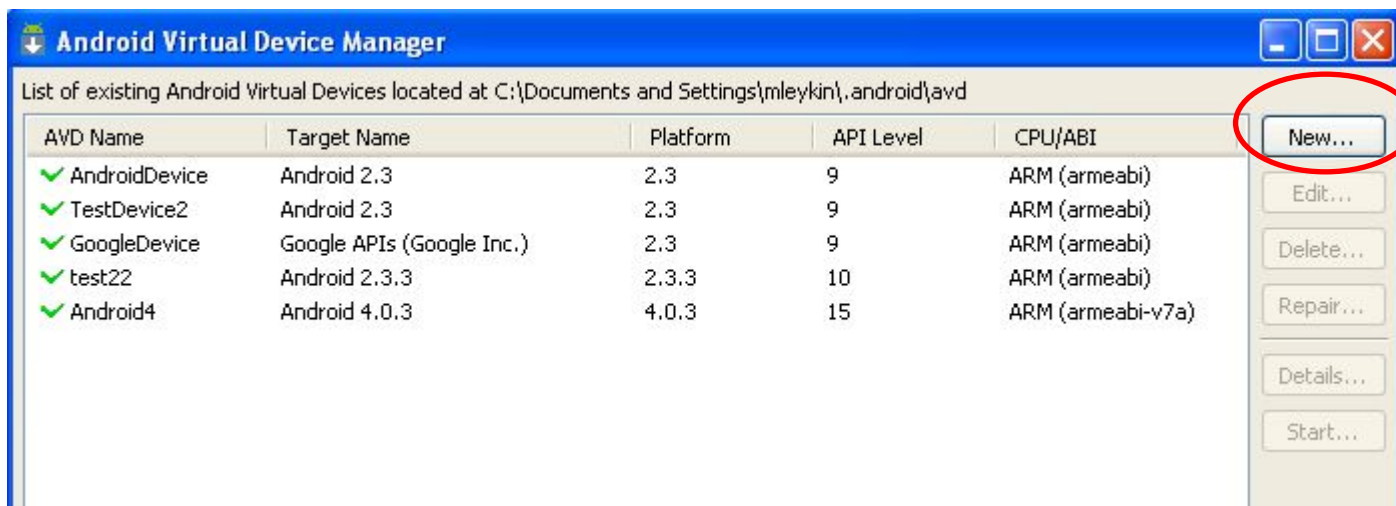 Android Virtual Device Manager
List of existing Android Virtual Devices located at C:\Documents and Settings\mleykin\.android\avd
AVD Name Target Name Platform API Level CPU/ABI New...
AndroidDevice Android 2.3 2.3 9 ARM (armeabi) Edit...
TestDevice2 Android 2.3 2.3 9 ARM (armeabi)
GoogleDevice Google APIs (Google Inc.) 2.3 9 ARM (armeabi) Delete...
test22 Android 2.3.3 2.3.3 10 ARM (armeabi)
Android4 Android 4.0.3 4.0.3 15 ARM (armeabi-v7a) Repair...
Details...
Start...